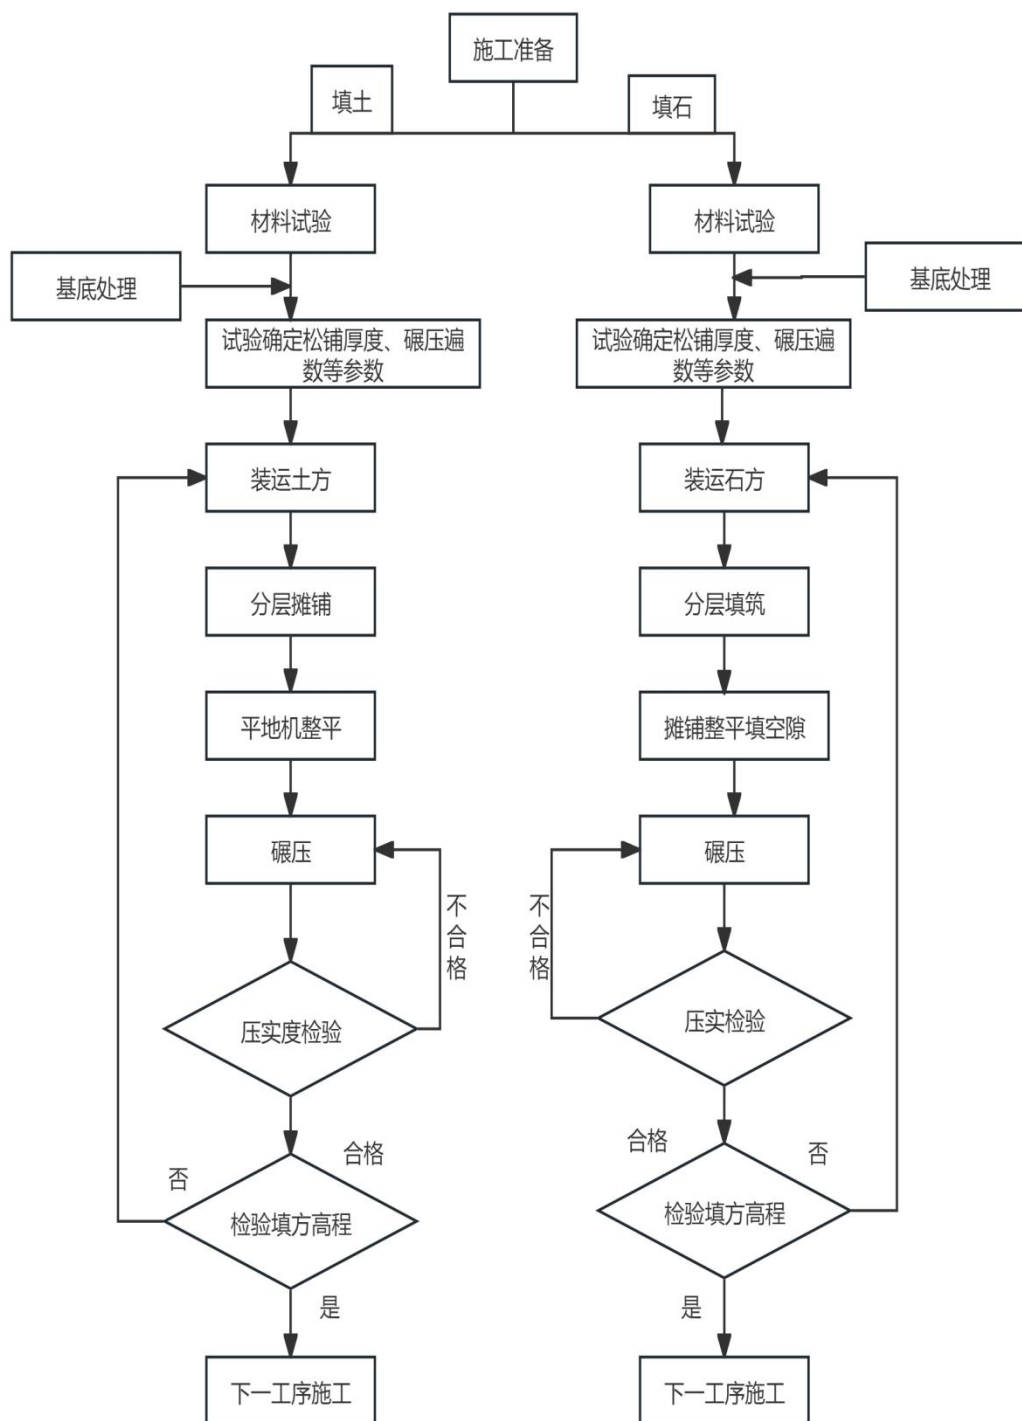 施工准备
填土
填石
材料试验
材料试验
基底处理
基底处理
试验确定松铺厚度、碾压遍
数等参数
试验确定松铺厚度、碾压遍
数等参数
装运土方
装运石方
分层摊铺
分层填筑
平地机整平
摊铺整平填空隙
碾压
碾压
不
合
格
不
合
格
压实度检验
压实检验
合格
合格
否
否
检验填方高程
检验填方高程
是
是
下一工序施工
下一工序施工